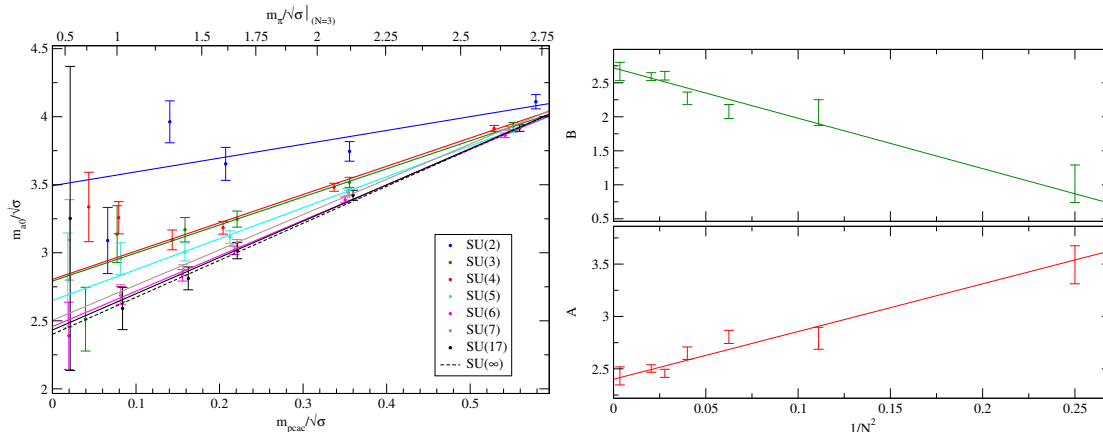 m_π/√σ|_(N=3)
0.5 1 1.5 2 2.5 2.75
4.5
4
3.5
3
2.5
2
m_a0/√σ
SU(2)
SU(3)
SU(4)
SU(5)
SU(6)
SU(7)
SU(17)
SU(∞)
0 0.1 0.2 0.3 0.4 0.5
m_pcac/√σ
2.5
2
1.5
1
0.5
B
3.5
3
2.5
2
A
0 0.05 0.1 0.15 0.2 0.25
1/N²